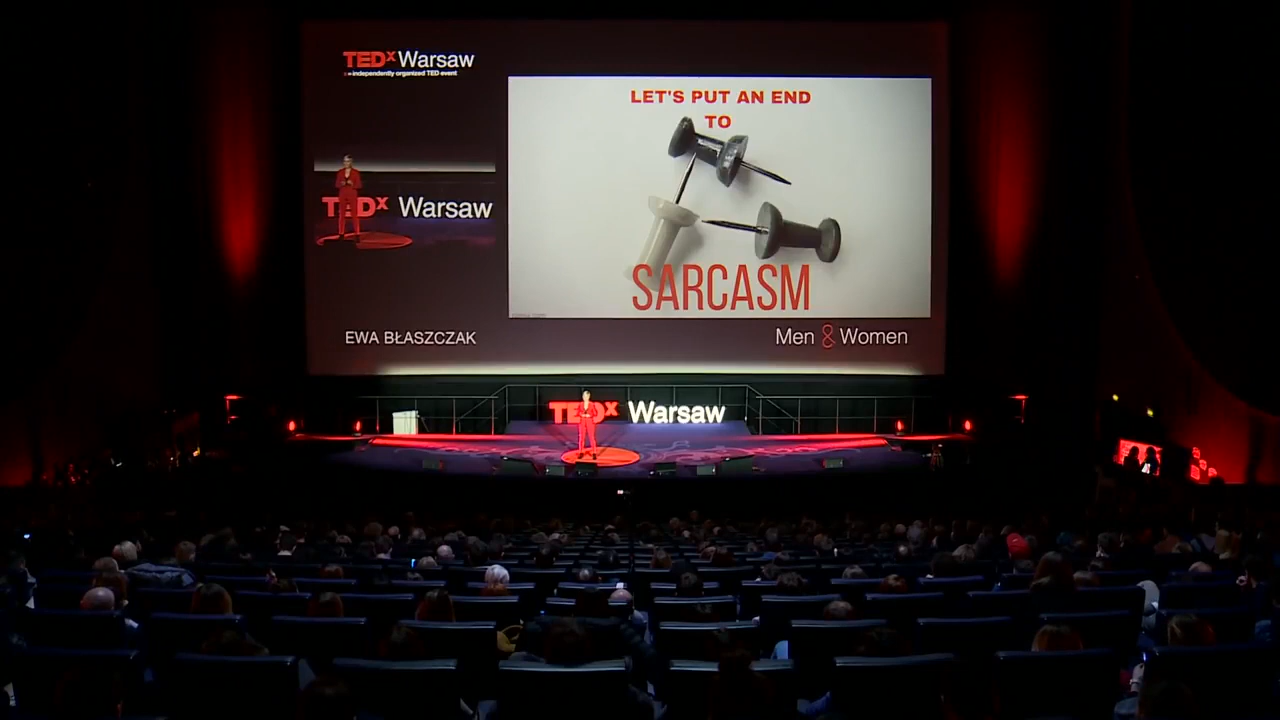 TEDx Warsaw
x = independently organized TED event
LET'S PUT AN END
TO
SARCASM
TEDx Warsaw
EWA BŁASZCZAK
Men & Women
TEDx Warsaw